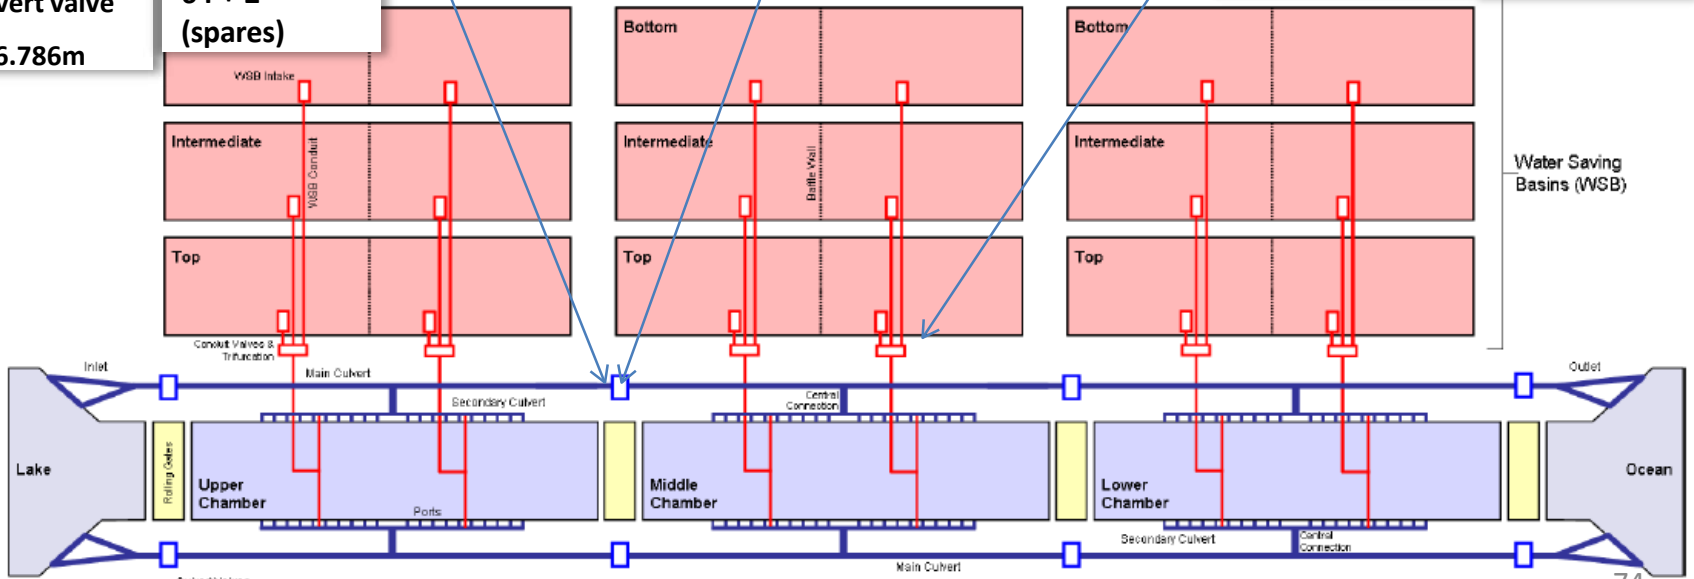 (spares)
6.786m
WSB Intake
Bottom
Bottom
Intermediate
WSB Conduit
Intermediate
Baffle Wall
Intermediate
Water Saving
Basins (WSB)
Top
Top
Top
Conduit Valves &
Trifurcation
Inlet
Main Culvert
Secondary Culvert
Central
Connection
Outlet
Lake
Rolling Gates
Upper
Chamber
Ports
Middle
Chamber
Lower
Chamber
Ocean
Secondary Culvert
Central
Connection
Main Culvert